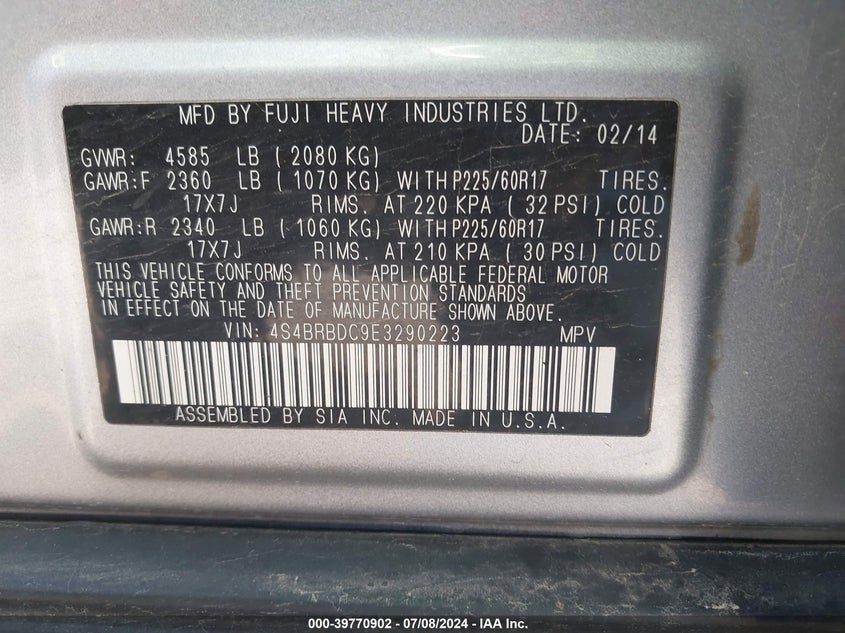 MFD BY FUJI HEAVY INDUSTRIES LTD.
DATE: 02/14
GVWR: 4585 LB ( 2080 KG)
GAWR:F 2360 LB ( 1070 KG) WITH P225/60R17 TIRES.
17X7J RIMS. AT 220 KPA ( 32 PSI) COLD
GAWR:R 2340 LB ( 1060 KG) WITH P225/60R17 TIRES.
17X7J RIMS. AT 210 KPA ( 30 PSI) COLD
THIS VEHICLE CONFORMS TO ALL APPLICABLE FEDERAL MOTOR
VEHICLE SAFETY AND THEFT PREVENTION STANDARDS
IN EFFECT ON THE DATE OF MANUFACTURE SHOWN ABOVE.
VIN: 4S4BRBDC9E3290223 MPV
ASSEMBLED BY SIA INC. MADE IN U.S.A.
000-39770902 - 07/08/2024 - IAA Inc.